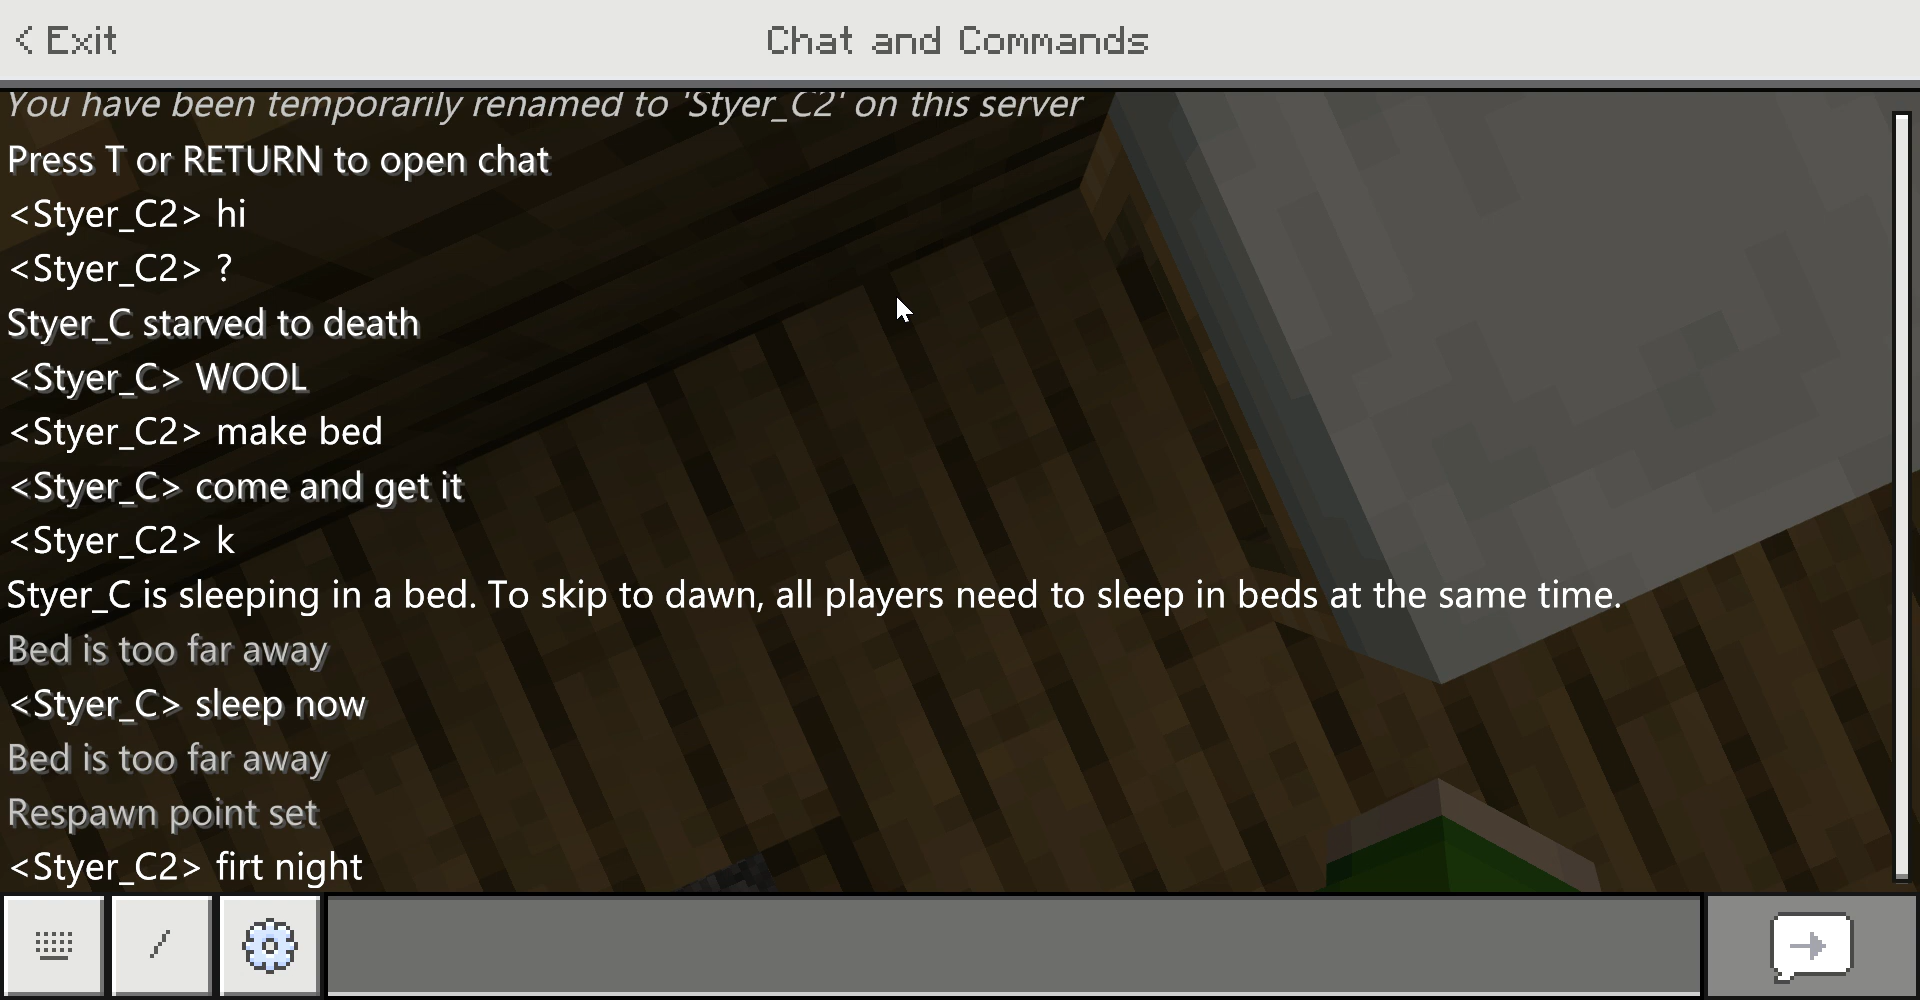 < Exit
Chat and Commands
You have been temporarily renamed to 'Styer_C2' on this server
Press T or RETURN to open chat
<Styer_C2> hi
<Styer_C2> ?
Styer_C starved to death
<Styer_C> WOOL
<Styer_C2> make bed
<Styer_C> come and get it
<Styer_C2> k
Styer_C is sleeping in a bed. To skip to dawn, all players need to sleep in beds at the same time.
Bed is too far away
<Styer_C> sleep now
Bed is too far away
Respawn point set
<Styer_C2> firt night
/